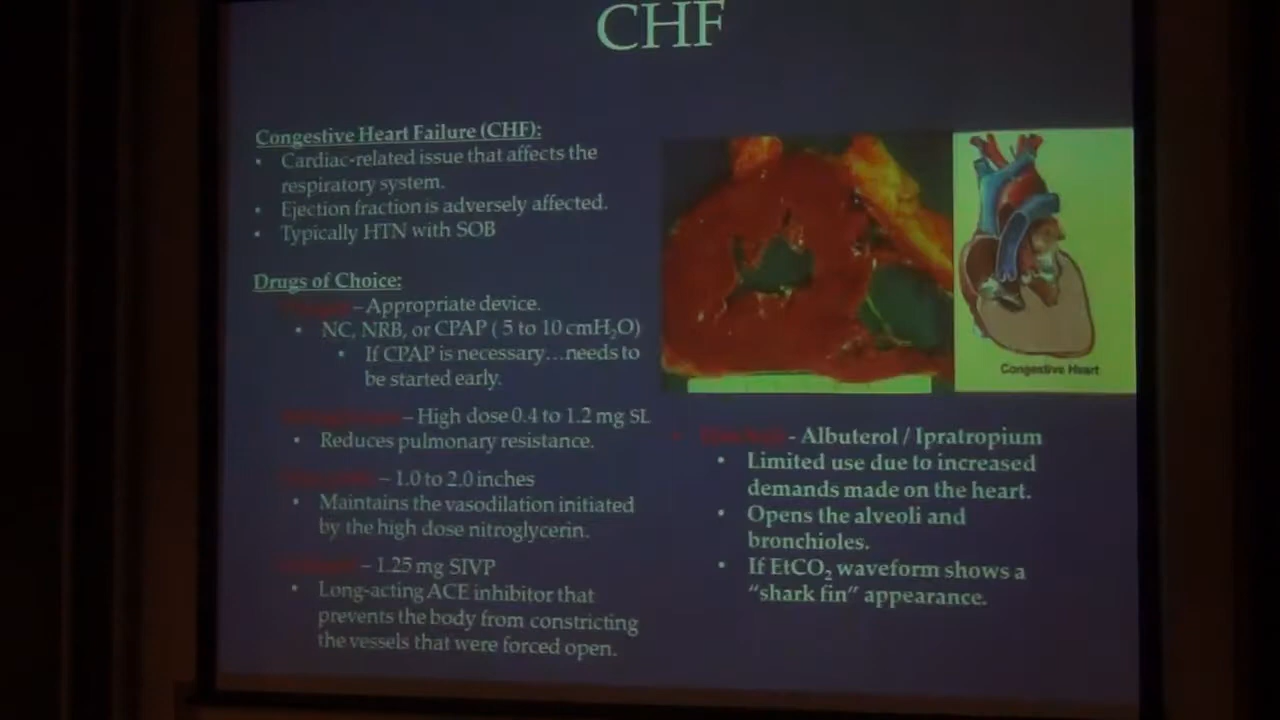 CHF
Congestive Heart Failure (CHF):
• Cardiac-related issue that affects the
respiratory system.
• Ejection fraction is adversely affected.
• Typically HTN with SOB
Drugs of Choice:
– Appropriate device.
• NC, NRB, or CPAP ( 5 to 10 cmH₂O)
• If CPAP is necessary…needs to
be started early.
– High dose 0.4 to 1.2 mg SL
• Reduces pulmonary resistance.
– 1.0 to 2.0 inches
• Maintains the vasodilation initiated
by the high dose nitroglycerin.
– 1.25 mg SIVP
• Long-acting ACE inhibitor that
prevents the body from constricting
the vessels that were forced open.
Congestive Heart
• - Albuterol / Ipratropium
• Limited use due to increased
demands made on the heart.
• Opens the alveoli and
bronchioles.
• If EtCO₂ waveform shows a
“shark fin” appearance.